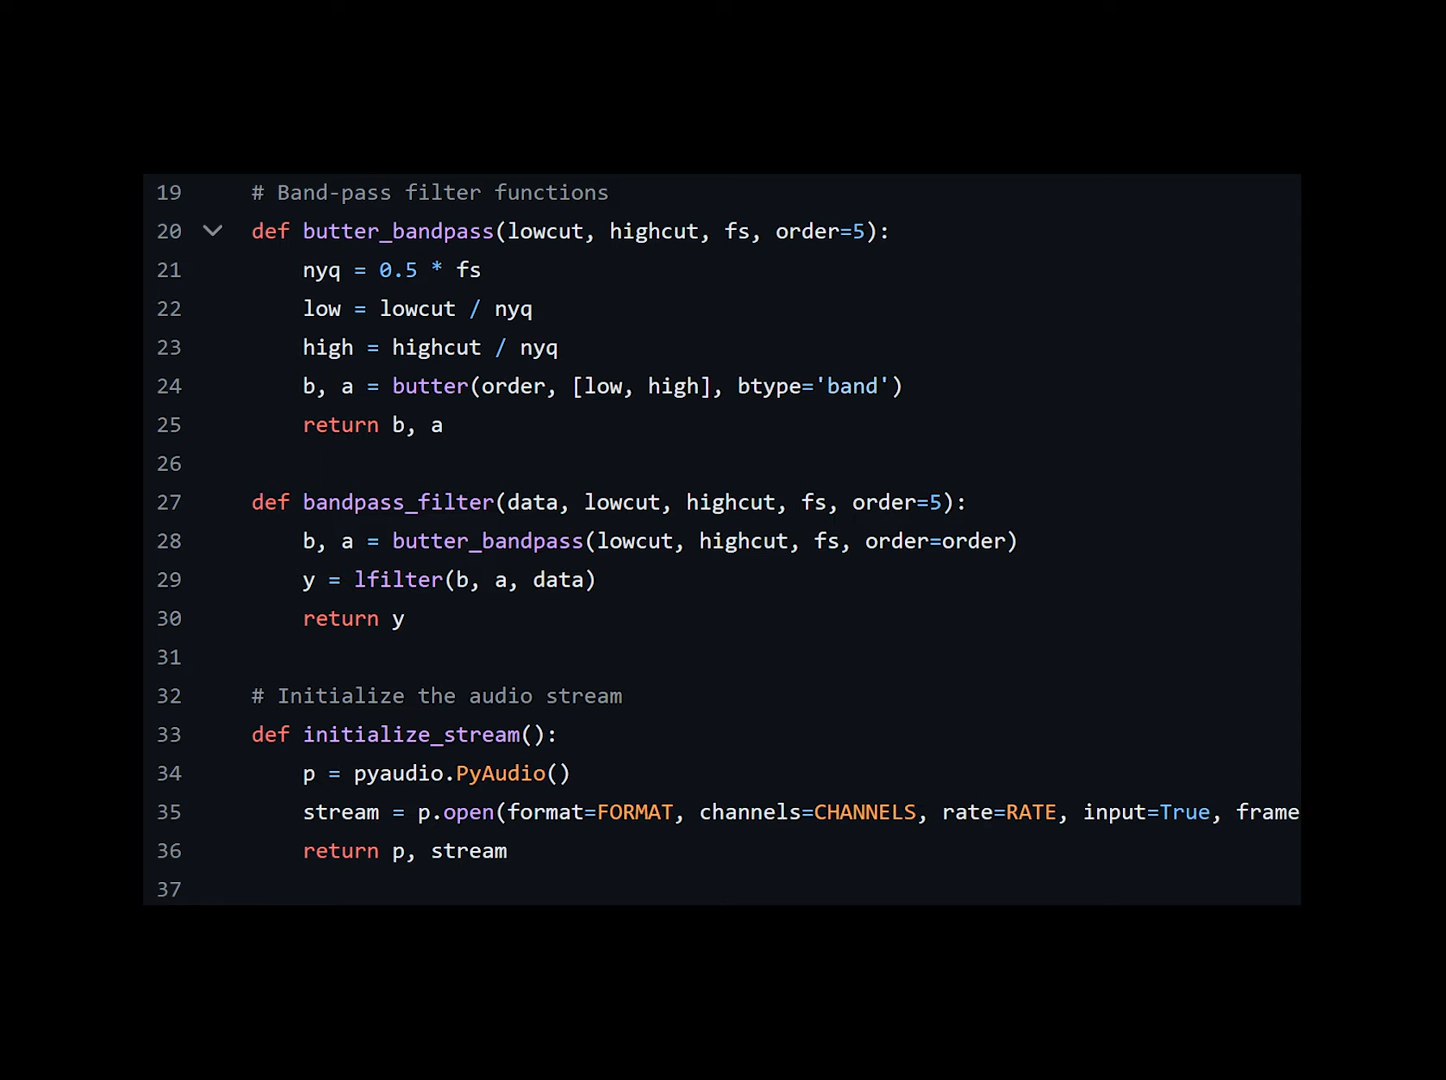 19 # Band-pass filter functions
20 def butter_bandpass(lowcut, highcut, fs, order=5):
21     nyq = 0.5 * fs
22     low = lowcut / nyq
23     high = highcut / nyq
24     b, a = butter(order, [low, high], btype='band')
25     return b, a
26
27 def bandpass_filter(data, lowcut, highcut, fs, order=5):
28     b, a = butter_bandpass(lowcut, highcut, fs, order=order)
29     y = lfilter(b, a, data)
30     return y
31
32 # Initialize the audio stream
33 def initialize_stream():
34     p = pyaudio.PyAudio()
35     stream = p.open(format=FORMAT, channels=CHANNELS, rate=RATE, input=True, frame
36     return p, stream
37